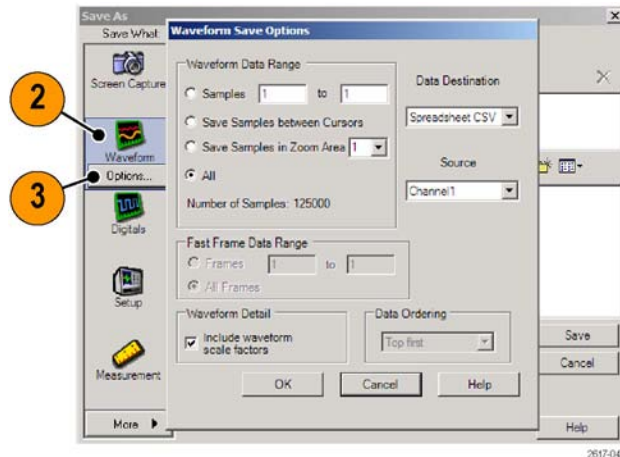 Save As
Save What:
Screen Capture
2
Waveform
3
Options...
Digitals
Setup
Measurement
More
Waveform Save Options
Waveform Data Range
Samples 1 to 1
Save Samples between Cursors
Save Samples in Zoom Area 1
All
Number of Samples: 125000
Data Destination
Spreadsheet CSV
Source
Channel1
Fast Frame Data Range
Frames 1 to 1
All Frames
Waveform Detail
Include waveform
scale factors
Data Ordering
Top first
OK
Cancel
Help
Save
Cancel
Help
2617-04